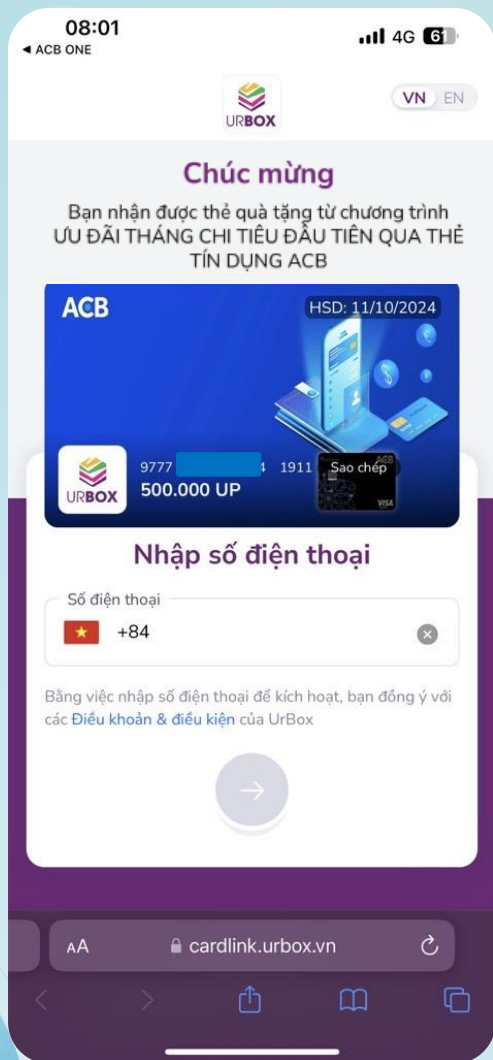 08:01
4G 61
◀ ACB ONE
URBOX
VN EN
Chúc mừng
Bạn nhận được thẻ quà tặng từ chương trình
ƯU ĐÃI THÁNG CHI TIÊU ĐẦU TIÊN QUA THẺ
TÍN DỤNG ACB
ACB
HSD: 11/10/2024
URBOX
9777 4 1911
Sao chép
ACB
500.000 UP
VISA
Nhập số điện thoại
Số điện thoại
+84
Bằng việc nhập số điện thoại để kích hoạt, bạn đồng ý với
các Điều khoản & điều kiện của UrBox
AA
cardlink.urbox.vn